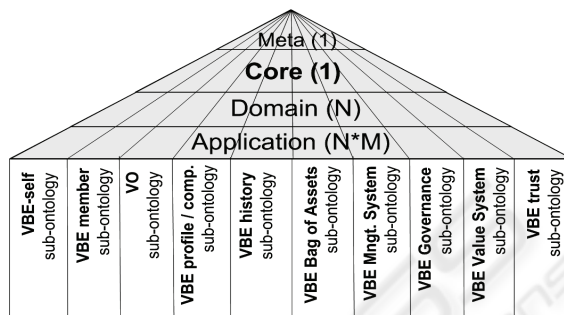 Meta (1)
Core (1)
Domain (N)
Application (N*M)
VBE-self
sub-ontology
VBE member
sub-ontology
VO
sub-ontology
VBE profile / comp.
sub-ontology
VBE history
sub-ontology
VBE Bag of Assets
sub-ontology
VBE Mngt. System
sub-ontology
VBE Governance
sub-ontology
VBE Value System
sub-ontology
VBE trust
sub-ontology